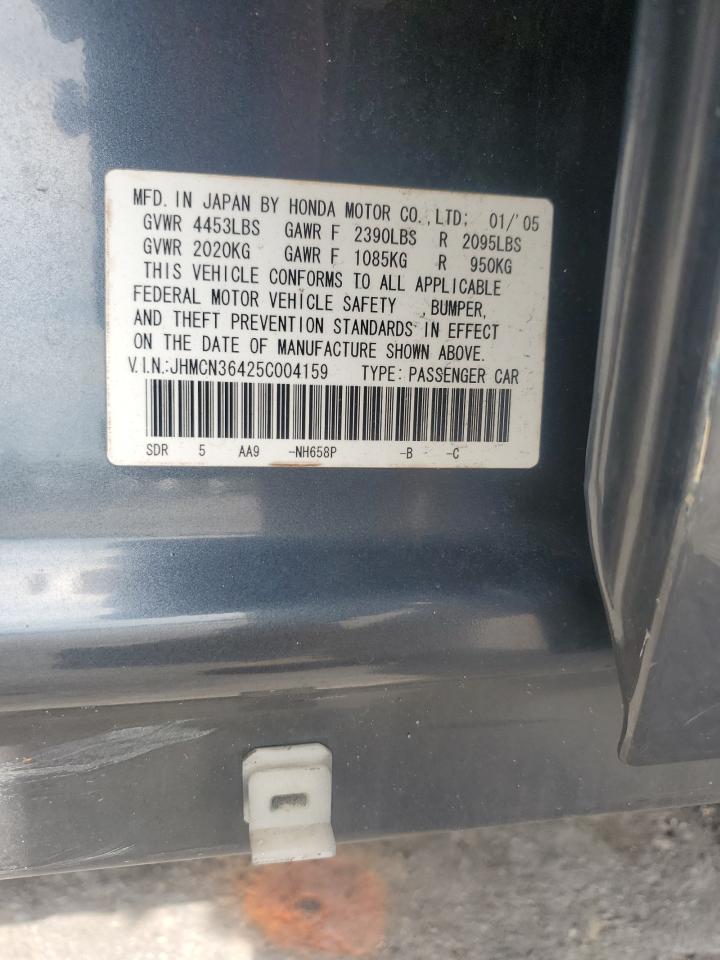 MFD. IN JAPAN BY HONDA MOTOR CO.,LTD; 01/'05
GVWR 4453LBS GAWR F 2390LBS R 2095LBS
GVWR 2020KG GAWR F 1085KG R 950KG
THIS VEHICLE CONFORMS TO ALL APPLICABLE
FEDERAL MOTOR VEHICLE SAFETY ,BUMPER,
AND THEFT PREVENTION STANDARDS IN EFFECT
ON THE DATE OF MANUFACTURE SHOWN ABOVE.
V.I.N.:JHMCN36425C004159 TYPE: PASSENGER CAR
SDR 5 AA9 -NH658P -B -C